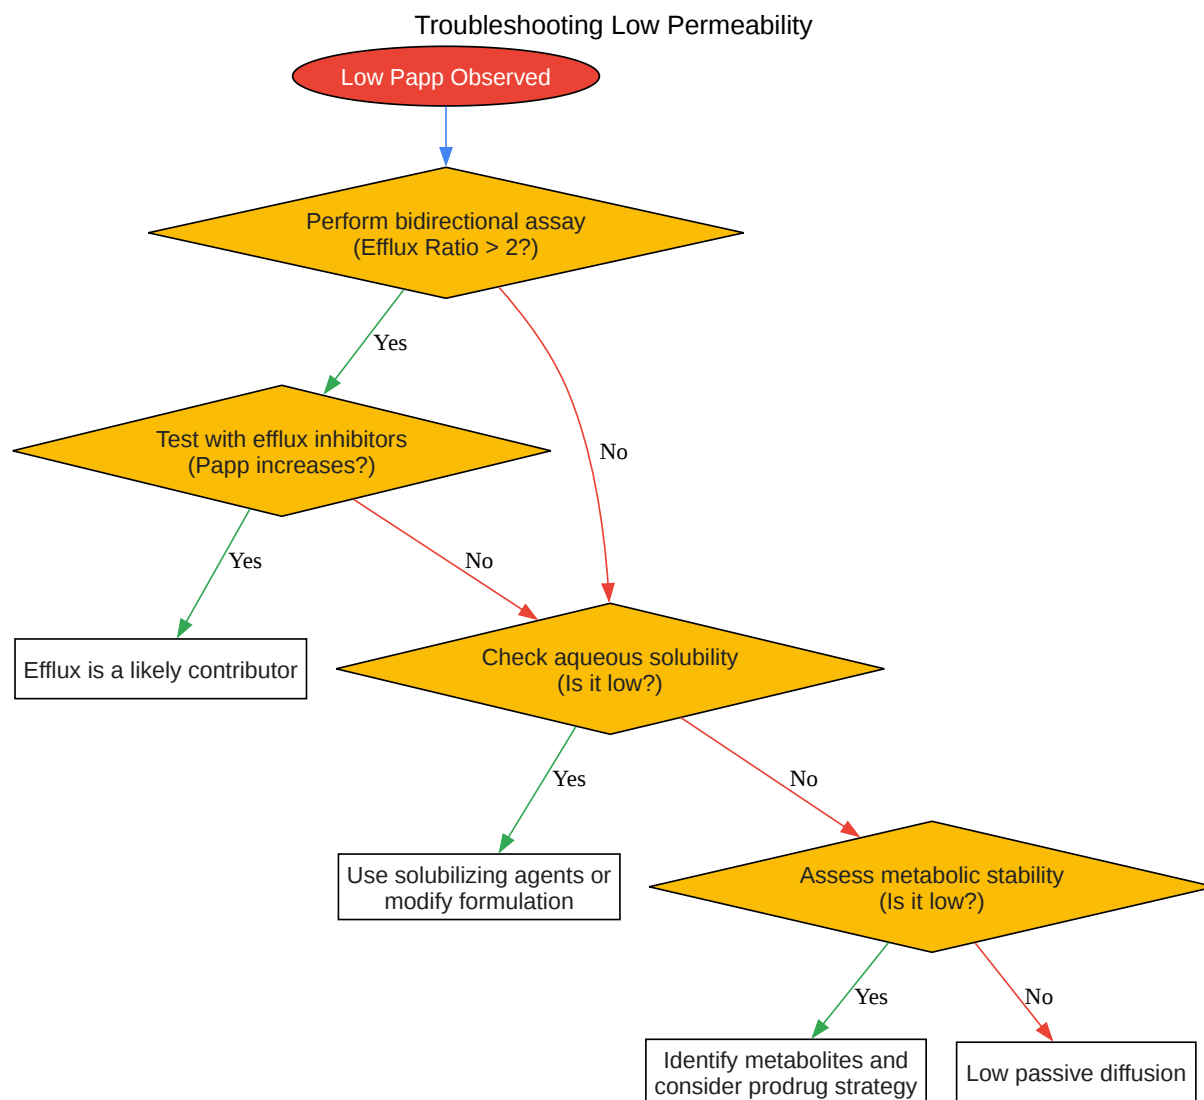 Troubleshooting Low Permeability
Low Papp Observed
Perform bidirectional assay
(Efflux Ratio > 2?)
Yes
Test with efflux inhibitors
(Papp increases?)
No
Yes
No
Efflux is a likely contributor
Check aqueous solubility
(Is it low?)
Yes
No
Use solubilizing agents or
modify formulation
Assess metabolic stability
(Is it low?)
Yes
No
Identify metabolites and
consider prodrug strategy
Low passive diffusion